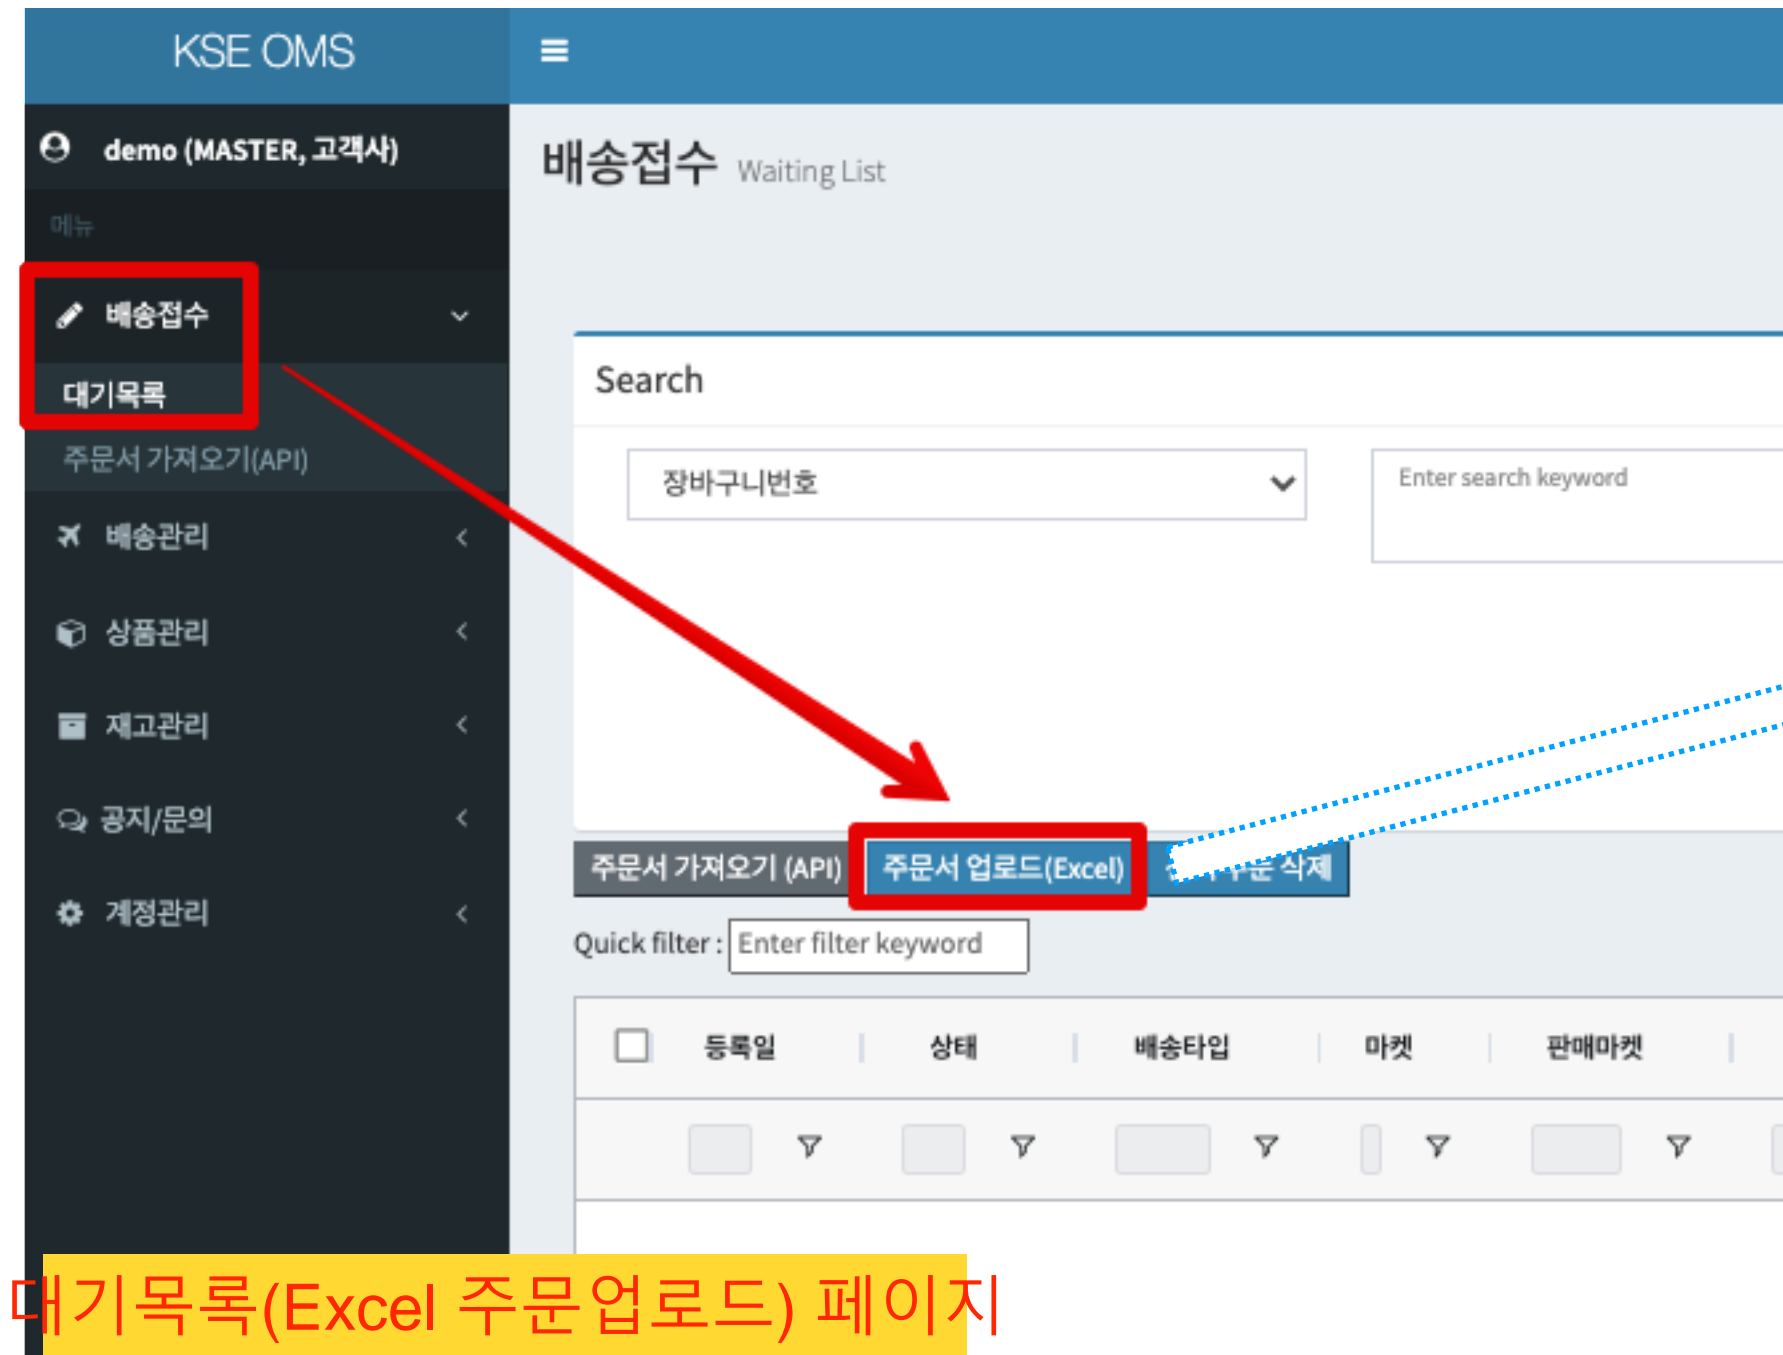 KSE OMS
demo (MASTER, 고객사)
메뉴
배송접수
대기목록
주문서 가져오기(API)
배송관리
상품관리
재고관리
공지/문의
계정관리
배송접수 Waiting List
Search
장바구니번호
Enter search keyword
주문서 가져오기 (API)
주문서 업로드(Excel)
삭제
Quick filter : Enter filter keyword
등록일 상태 배송타입 마켓 판매마켓
대기목록(Excel 주문업로드) 페이지